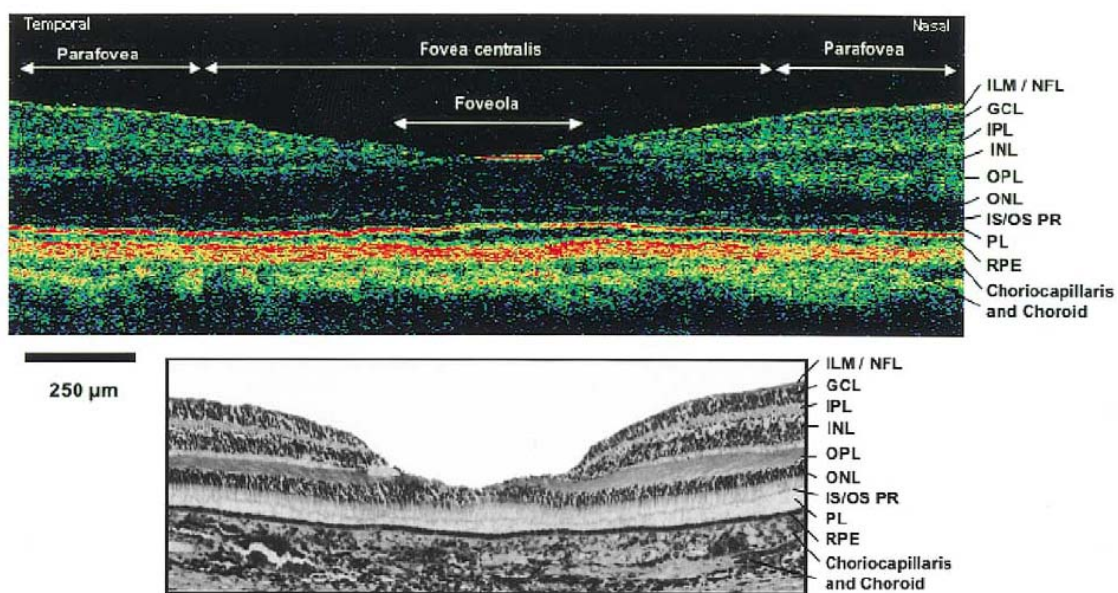 Temporal
Nasal
Parafovea
Fovea centralis
Parafovea
Foveola
ILM / NFL
GCL
IPL
INL
OPL
ONL
IS/OS PR
PL
RPE
Choriocapillaris
and Choroid
250 µm
ILM / NFL
GCL
IPL
INL
OPL
ONL
IS/OS PR
PL
RPE
Choriocapillaris
and Choroid